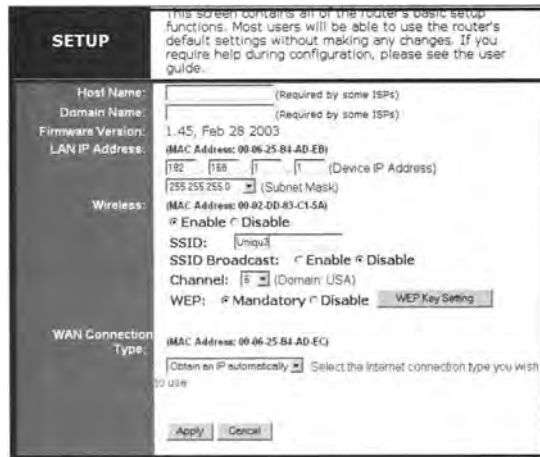 This screen contains all of the router's basic setup
functions. Most users will be able to use the router's
default settings without making any changes. If you
require help during configuration, please see the user
guide.
SETUP
Host Name: (Required by some ISPs)
Domain Name: (Required by some ISPs)
Firmware Version: 1.45, Feb 28 2003
LAN IP Address: (MAC Address: 00-06-25-B4-AD-EB)
192 . 168 . 1 . 1 (Device IP Address)
255.255.255.0 (Subnet Mask)
Wireless: (MAC Address: 00-02-DD-83-C1-5A)
Enable Disable
SSID: Uniqu3
SSID Broadcast: Enable Disable
Channel: 6 (Domain: USA)
WEP: Mandatory Disable WEP Key Setting
WAN Connection Type: (MAC Address: 00-06-25-B4-AD-EC)
Obtain an IP automatically Select the Internet connection type you wish
to use
Apply Cancel